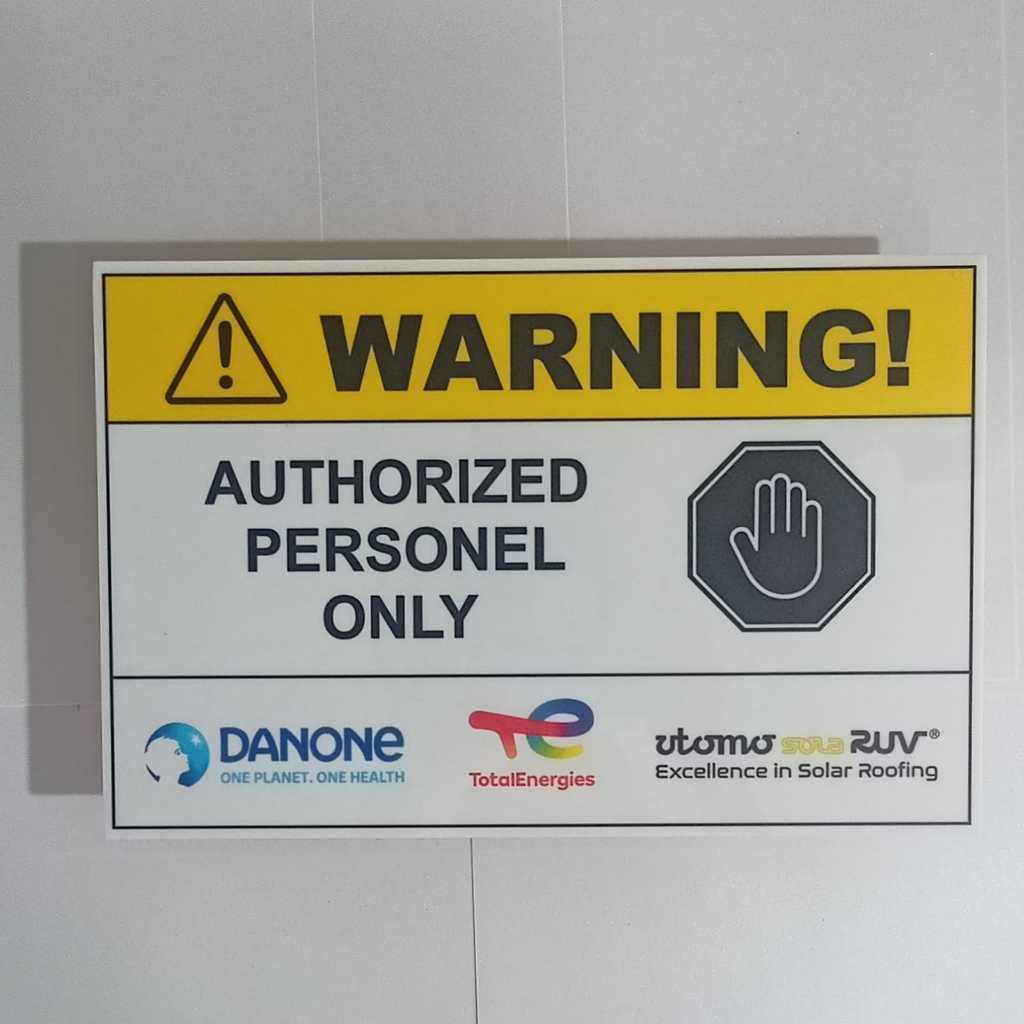 WARNING!
AUTHORIZED
PERSONEL
ONLY
DANONE
ONE PLANET. ONE HEALTH
TotalEnergies
utomo sola RUV®
Excellence in Solar Roofing